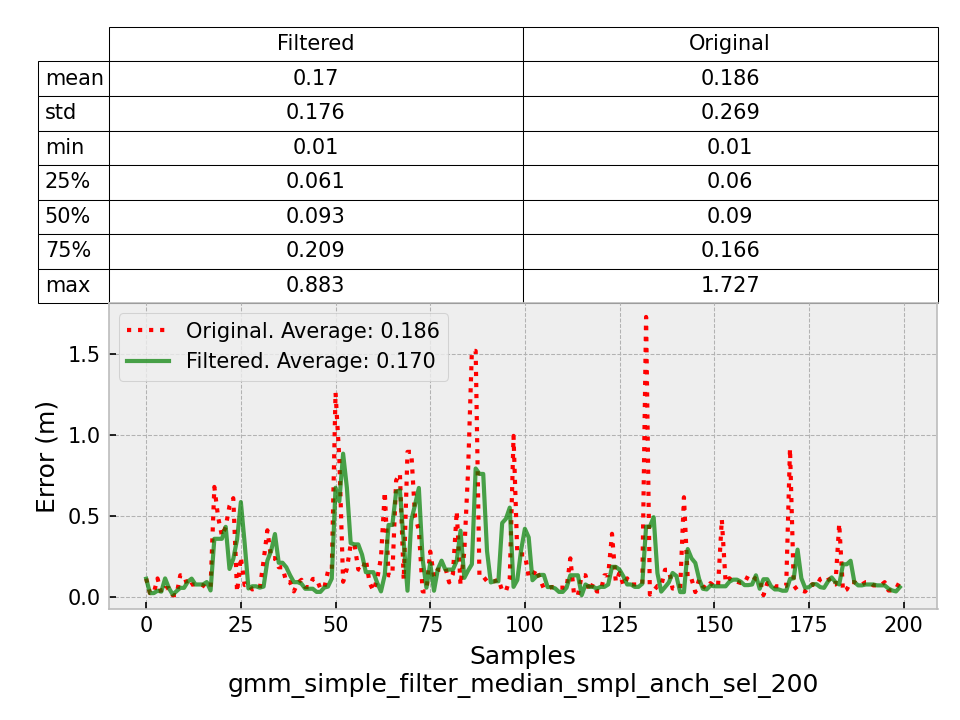 Filtered Original
mean 0.17 0.186
std 0.176 0.269
min 0.01 0.01
25% 0.061 0.06
50% 0.093 0.09
75% 0.209 0.166
max 0.883 1.727
Original. Average: 0.186
Filtered. Average: 0.170
1.5
1.0
0.5
0.0
Error (m)
0 25 50 75 100 125 150 175 200
Samples
gmm_simple_filter_median_smpl_anch_sel_200